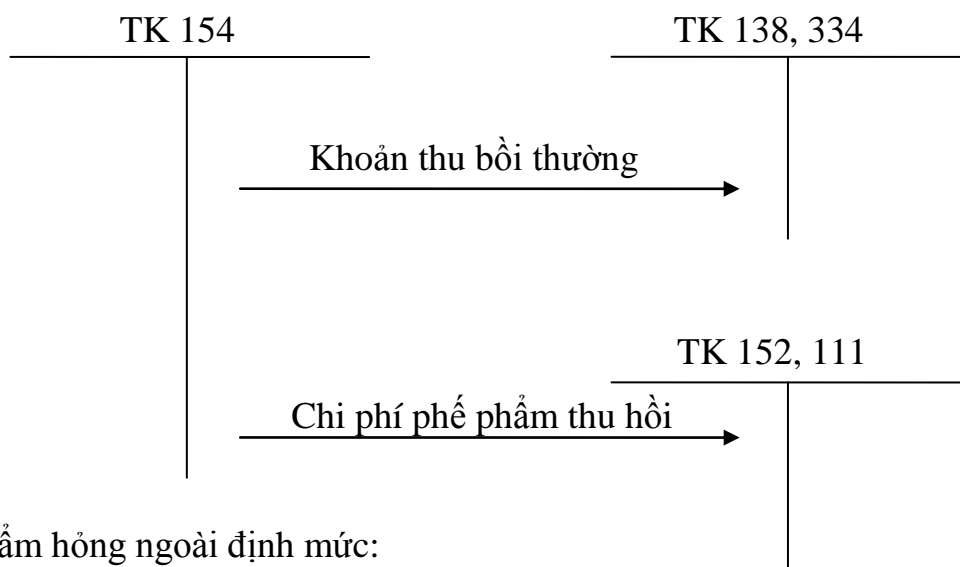 TK 154
TK 138, 334
Khoản thu bồi thường
TK 152, 111
Chi phí phế phẩm thu hồi
ẩm hỏng ngoài định mức: